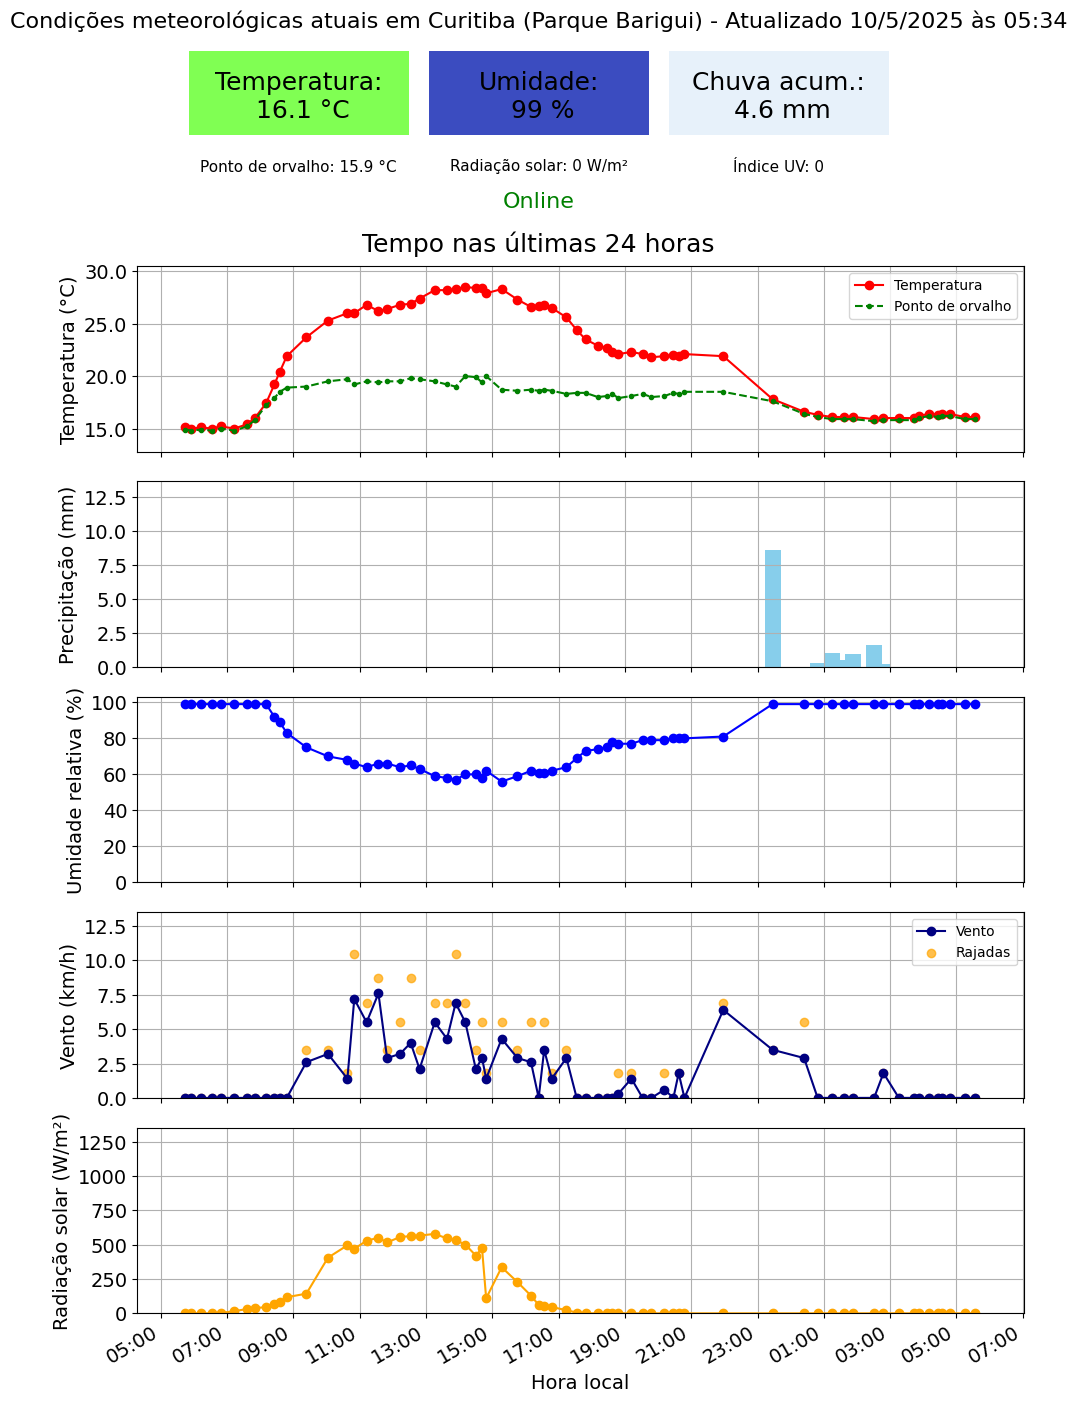 Condições meteorológicas atuais em Curitiba (Parque Barigui) - Atualizado 10/5/2025 às 05:34
Temperatura:
16.1 °C
Umidade:
99 %
Chuva acum.:
4.6 mm
Ponto de orvalho: 15.9 °C
Radiação solar: 0 W/m²
Índice UV: 0
Online
Tempo nas últimas 24 horas
Temperatura (°C)
30.0
25.0
20.0
15.0
Temperatura
Ponto de orvalho
Precipitação (mm)
12.5
10.0
7.5
5.0
2.5
0.0
Umidade relativa (%)
100
80
60
40
20
0
Vento (km/h)
12.5
10.0
7.5
5.0
2.5
0.0
Vento
Rajadas
Radiação solar (W/m²)
1250
1000
750
500
250
0
05:00
07:00
09:00
11:00
13:00
15:00
17:00
19:00
21:00
23:00
01:00
03:00
05:00
07:00
Hora local